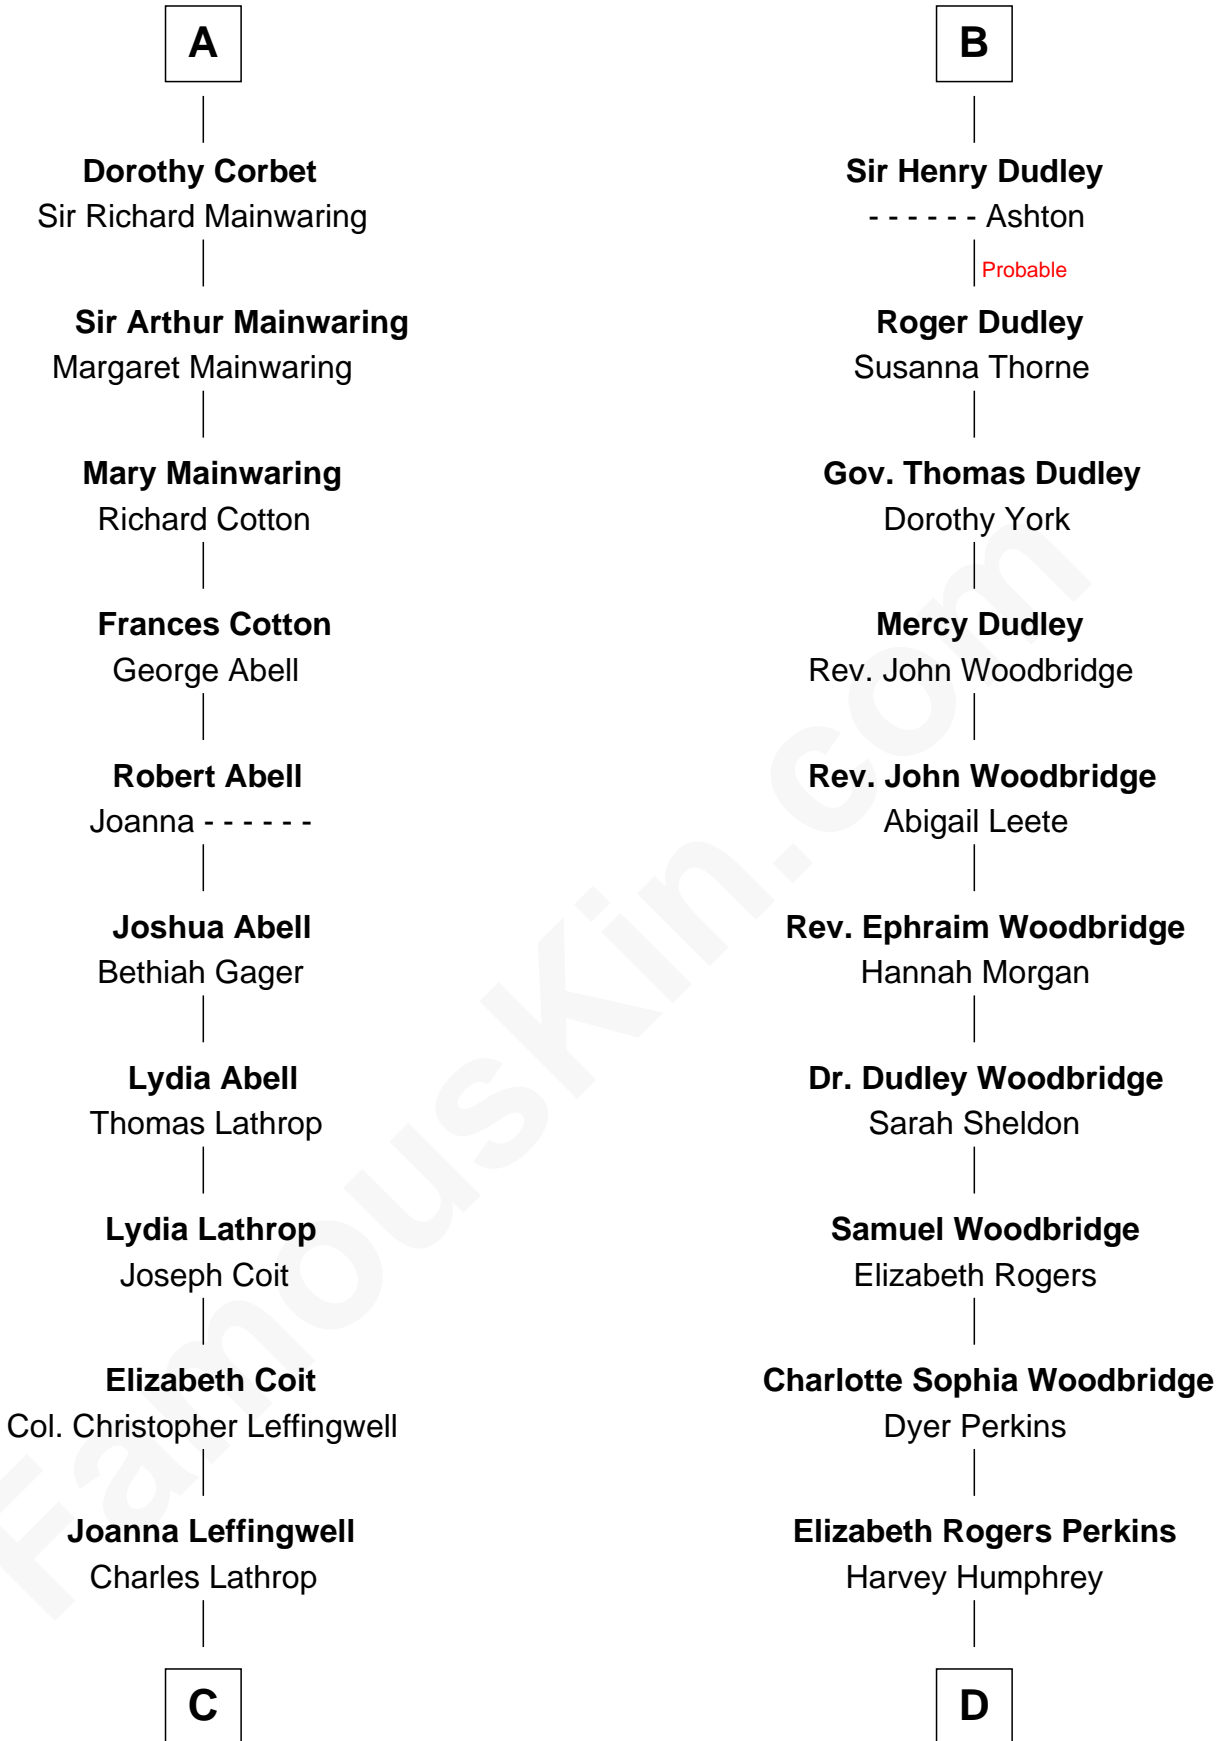 A
Dorothy Corbet
Sir Richard Mainwaring
Sir Arthur Mainwaring
Margaret Mainwaring
Mary Mainwaring
Richard Cotton
Frances Cotton
George Abell
Robert Abell
Joanna - - - - - -
Joshua Abell
Bethiah Gager
Lydia Abell
Thomas Lathrop
Lydia Lathrop
Joseph Coit
Elizabeth Coit
Col. Christopher Leffingwell
Joanna Leffingwell
Charles Lathrop
C
B
Sir Henry Dudley
- - - - - - Ashton
Probable
Roger Dudley
Susanna Thorne
Gov. Thomas Dudley
Dorothy York
Mercy Dudley
Rev. John Woodbridge
Rev. John Woodbridge
Abigail Leete
Rev. Ephraim Woodbridge
Hannah Morgan
Dr. Dudley Woodbridge
Sarah Sheldon
Samuel Woodbridge
Elizabeth Rogers
Charlotte Sophia Woodbridge
Dyer Perkins
Elizabeth Rogers Perkins
Harvey Humphrey
D
FamousKin.com